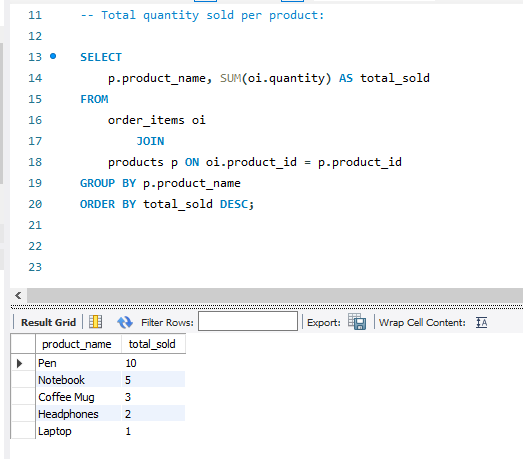 11 -- Total quantity sold per product:
12
13 SELECT
14 p.product_name, SUM(oi.quantity) AS total_sold
15 FROM
16 order_items oi
17 JOIN
18 products p ON oi.product_id = p.product_id
19 GROUP BY p.product_name
20 ORDER BY total_sold DESC;
21
22
23
Result Grid Filter Rows: Export: Wrap Cell Content: IA
product_name total_sold
Pen 10
Notebook 5
Coffee Mug 3
Headphones 2
Laptop 1